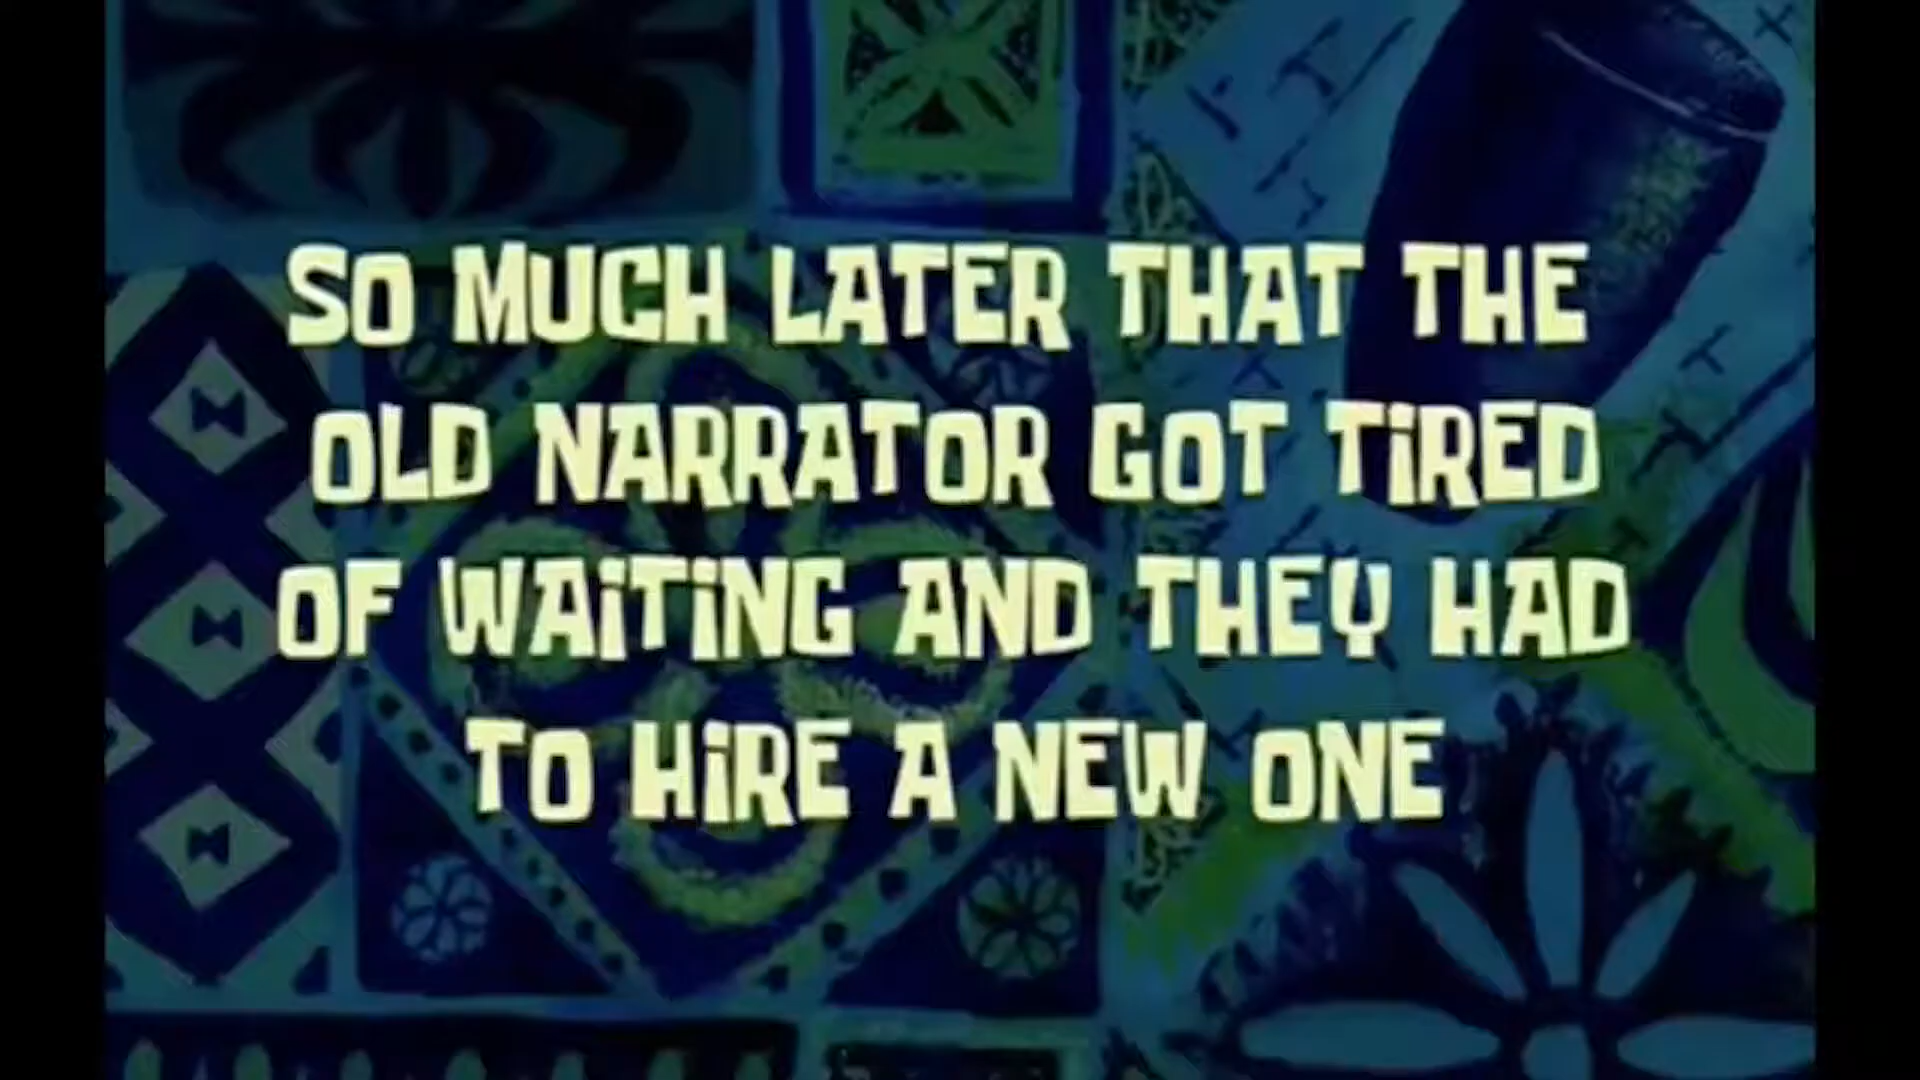 SO MUCH LATER THAT THE
OLD NARRATOR GOT TIRED
OF WAITING AND THEY HAD
TO HIRE A NEW ONE